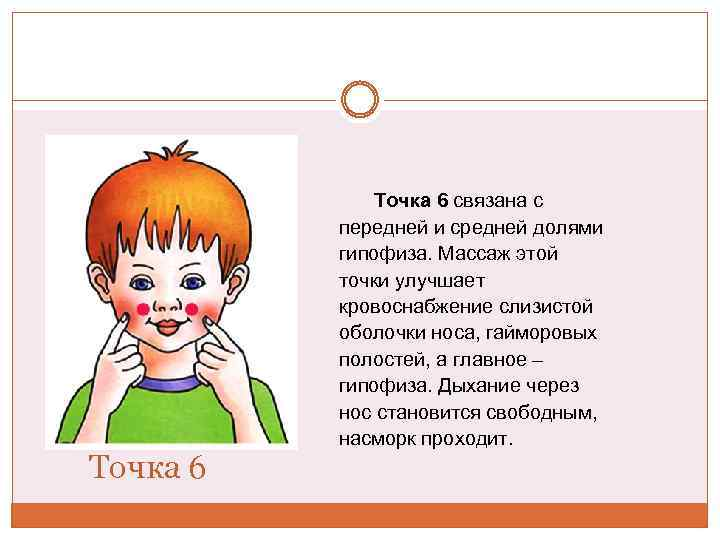 Точка 6 связана с
передней и средней долями
гипофиза. Массаж этой
точки улучшает
кровоснабжение слизистой
оболочки носа, гайморовых
полостей, а главное –
гипофиза. Дыхание через
нос становится свободным,
насморк проходит.
Точка 6